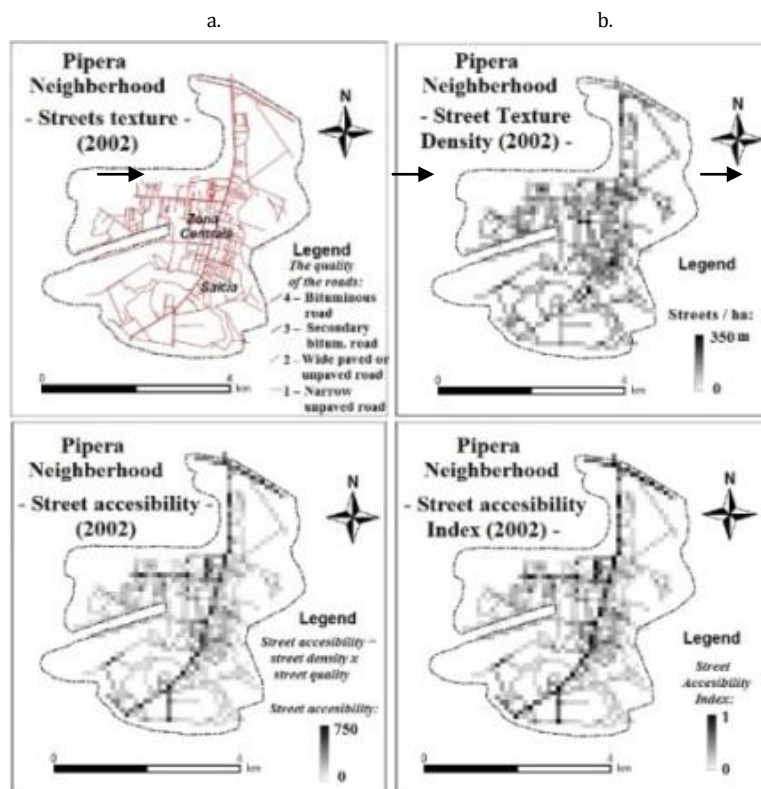 a.
b.
Pipera
Neighberhood
- Streets texture -
(2002)
N
Zona
Centrala
Saicia
Legend
The quality
of the roads:
4 – Bituminous
road
3 – Secondary
bitum. road
2 – Wide paved or
unpaved road
1 – Narrow
unpaved road
0
4
km
Pipera
Neighberhood
- Street Texture
Density (2002) -
N
Legend
Streets / ha:
350 m
0
0
4
km
Pipera
Neighberhood
- Street accesibility -
(2002)
N
Legend
Street accesibility =
street density x
street quality
Street accesibility:
750
0
0
4
km
Pipera
Neighberhood
- Street accesibility
Index (2002) -
N
Legend
Street
Accesibility
Index:
1
0
0
4
km